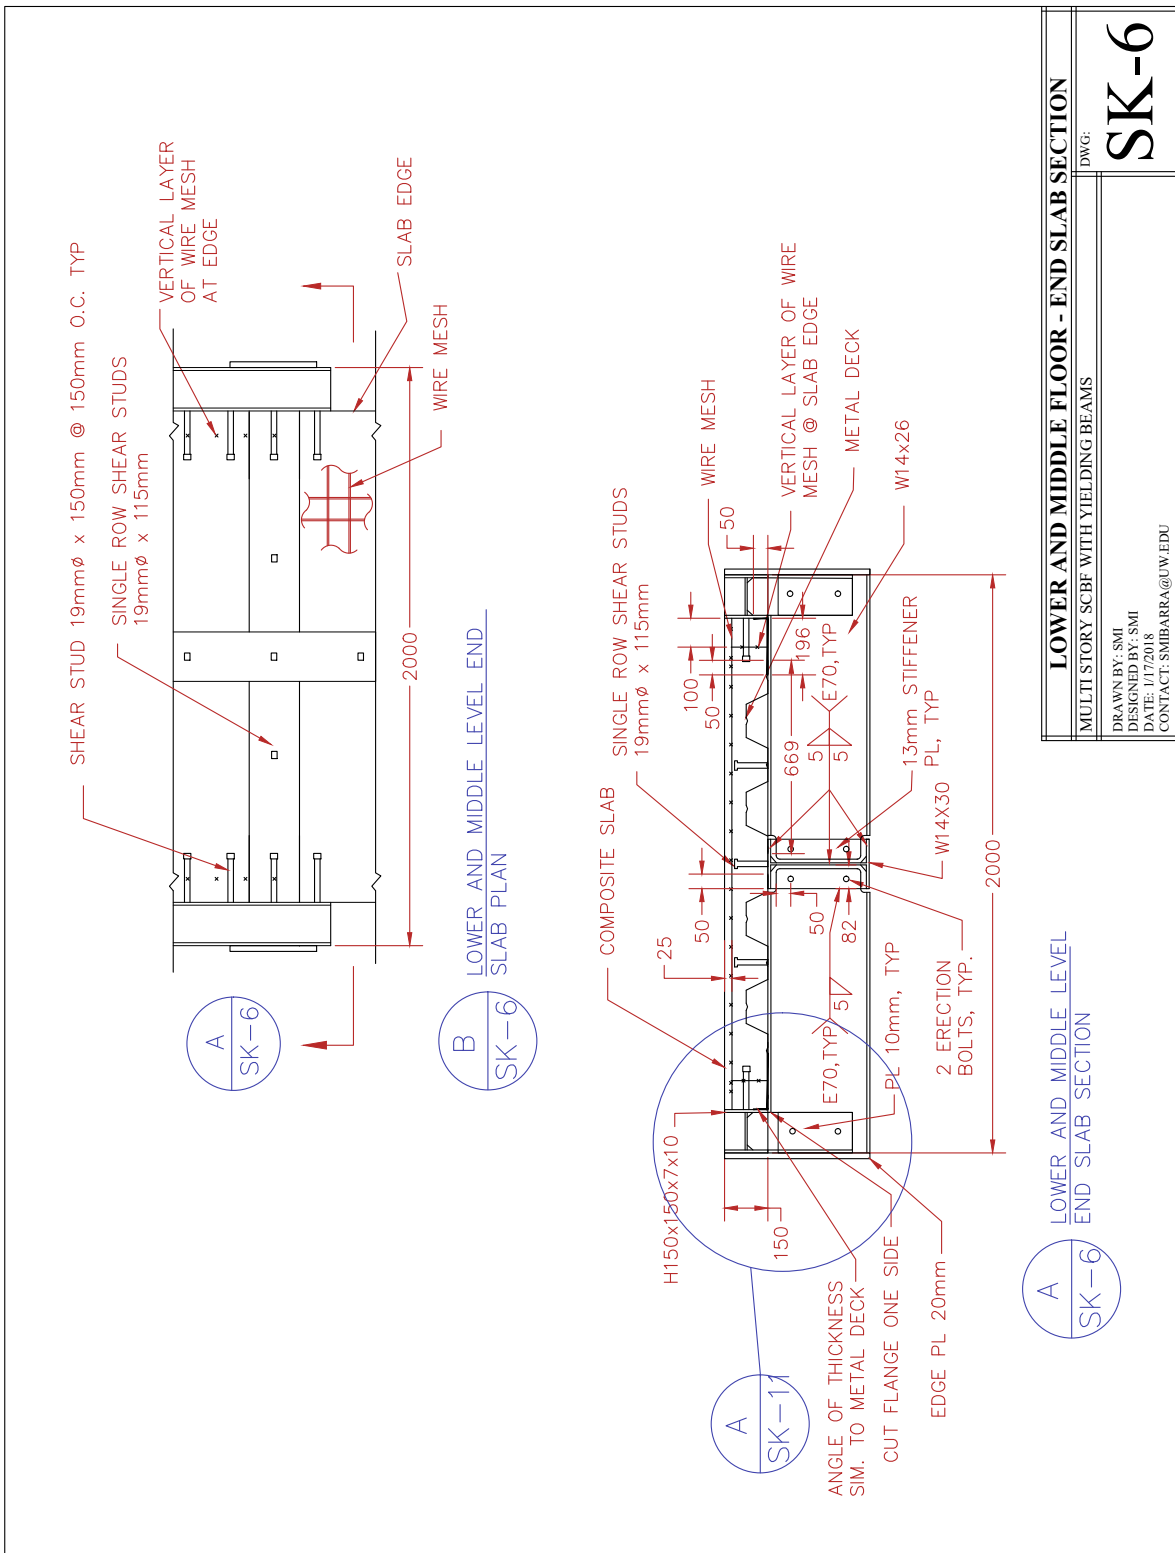 SHEAR STUD 19mmø x 150mm @ 150mm O.C. TYP
SINGLE ROW SHEAR STUDS
19mmø x 115mm
VERTICAL LAYER
OF WIRE MESH
AT EDGE
SLAB EDGE
WIRE MESH
2000
A
SK-6
B
SK-6
LOWER AND MIDDLE LEVEL END
SLAB PLAN
COMPOSITE SLAB
SINGLE ROW SHEAR STUDS
19mmø x 115mm
WIRE MESH
VERTICAL LAYER OF WIRE
MESH @ SLAB EDGE
METAL DECK
W14x26
H150x150x7x10
25
50
100
50
50
150
669
196
E70,TYP
5
E70,TYP
5
5
50
82
PL 10mm, TYP
13mm STIFFENER
PL, TYP
W14X30
2 ERECTION
BOLTS, TYP.
2000
ANGLE OF THICKNESS
SIM. TO METAL DECK
CUT FLANGE ONE SIDE
EDGE PL 20mm
A
SK-11
A
SK-6
LOWER AND MIDDLE LEVEL
END SLAB SECTION
LOWER AND MIDDLE FLOOR - END SLAB SECTION
MULTI STORY SCBF WITH YIELDING BEAMS
DRAWN BY: SMI
DESIGNED BY: SMI
DATE: 1/17/2018
CONTACT: SMIBARRA@UW.EDU
DWG:
SK-6